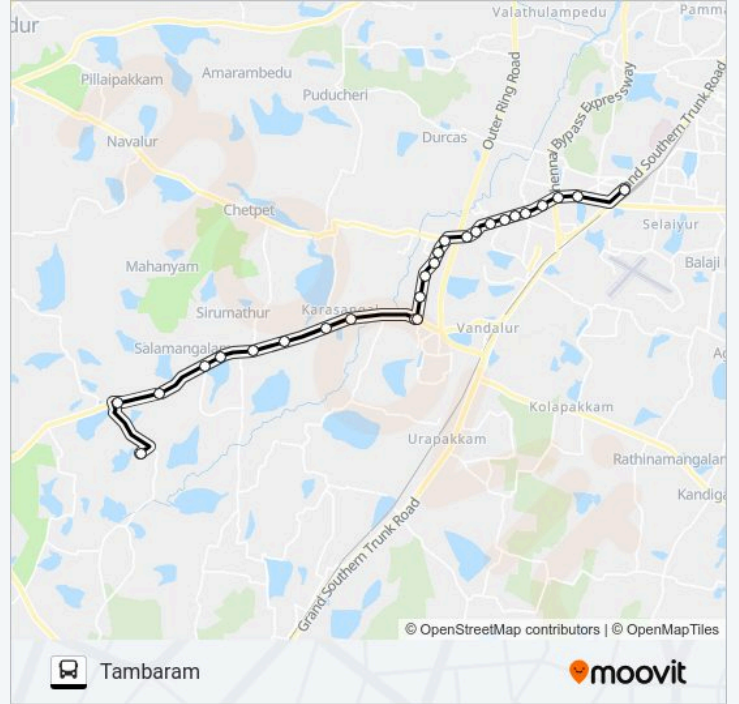 Valathulampedu
Pamm
dur
Pillaipakkam
Amarambedu
Puducheri
Outer Ring Road
Chennai Bypass Expressway
Grand Southern Trunk Road
Durcas
Navalur
Chetpet
Selaiyur
Balaji
Mahanyam
Sirumathur
Karasangal
Vandalur
Salamangalam
Ag
Kolapakkam
Urapakkam
Rathinamangalar
Kandiga
Grand Southern Trunk Road
© OpenStreetMap contributors | © OpenMapTiles
Tambaram
moovit